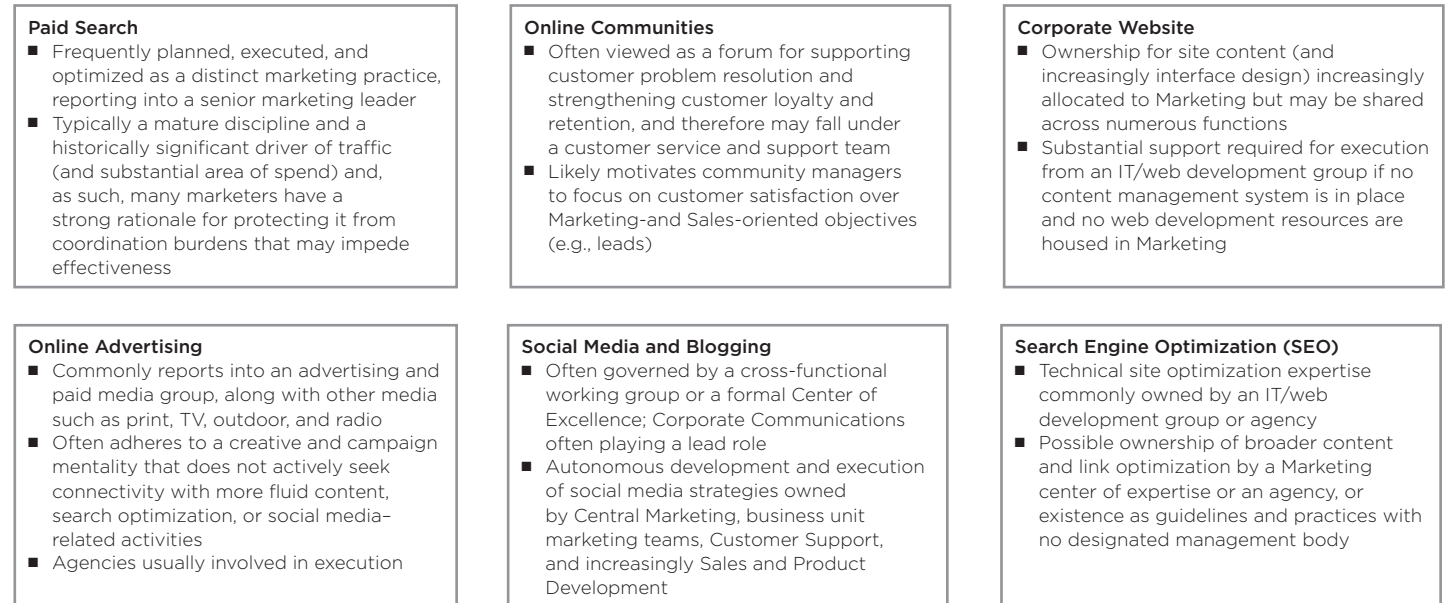 Paid Search
■ Frequently planned, executed, and
optimized as a distinct marketing practice,
reporting into a senior marketing leader
■ Typically a mature discipline and a
historically significant driver of traffic
(and substantial area of spend) and,
as such, many marketers have a
strong rationale for protecting it from
coordination burdens that may impede
effectiveness
Online Communities
■ Often viewed as a forum for supporting
customer problem resolution and
strengthening customer loyalty and
retention, and therefore may fall under
a customer service and support team
■ Likely motivates community managers
to focus on customer satisfaction over
Marketing-and Sales-oriented objectives
(e.g., leads)
Corporate Website
■ Ownership for site content (and
increasingly interface design) increasingly
allocated to Marketing but may be shared
across numerous functions
■ Substantial support required for execution
from an IT/web development group if no
content management system is in place
and no web development resources are
housed in Marketing
Online Advertising
■ Commonly reports into an advertising and
paid media group, along with other media
such as print, TV, outdoor, and radio
■ Often adheres to a creative and campaign
mentality that does not actively seek
connectivity with more fluid content,
search optimization, or social media–
related activities
■ Agencies usually involved in execution
Social Media and Blogging
■ Often governed by a cross-functional
working group or a formal Center of
Excellence; Corporate Communications
often playing a lead role
■ Autonomous development and execution
of social media strategies owned
by Central Marketing, business unit
marketing teams, Customer Support,
and increasingly Sales and Product
Development
Search Engine Optimization (SEO)
■ Technical site optimization expertise
commonly owned by an IT/web
development group or agency
■ Possible ownership of broader content
and link optimization by a Marketing
center of expertise or an agency, or
existence as guidelines and practices with
no designated management body